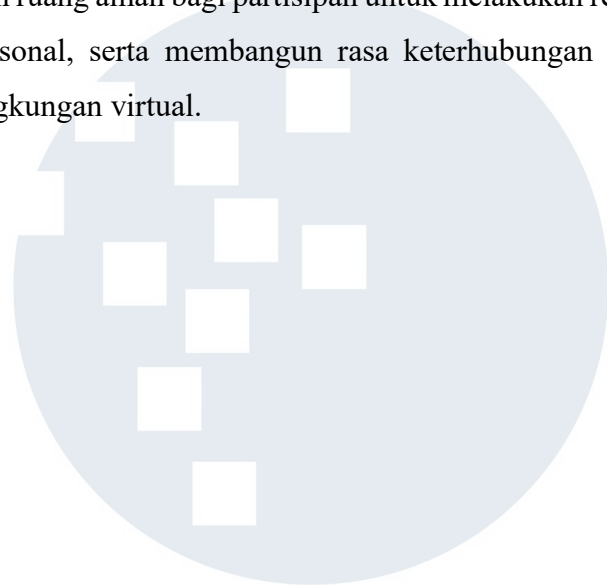 ruang aman bagi partisipan untuk melakukan
sonal, serta membangun rasa keterhubungan
gkungan virtual.